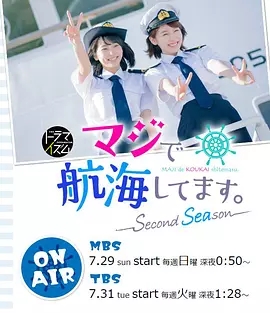 ドラマイズム
マジで
MAJI de KOUKAI shitemasu.
航海してます。
Second Season
ON AIR
MBS
7.29 sun start 毎週日曜 深夜0:50～
TBS
7.31 tue start 毎週火曜 深夜1:28～